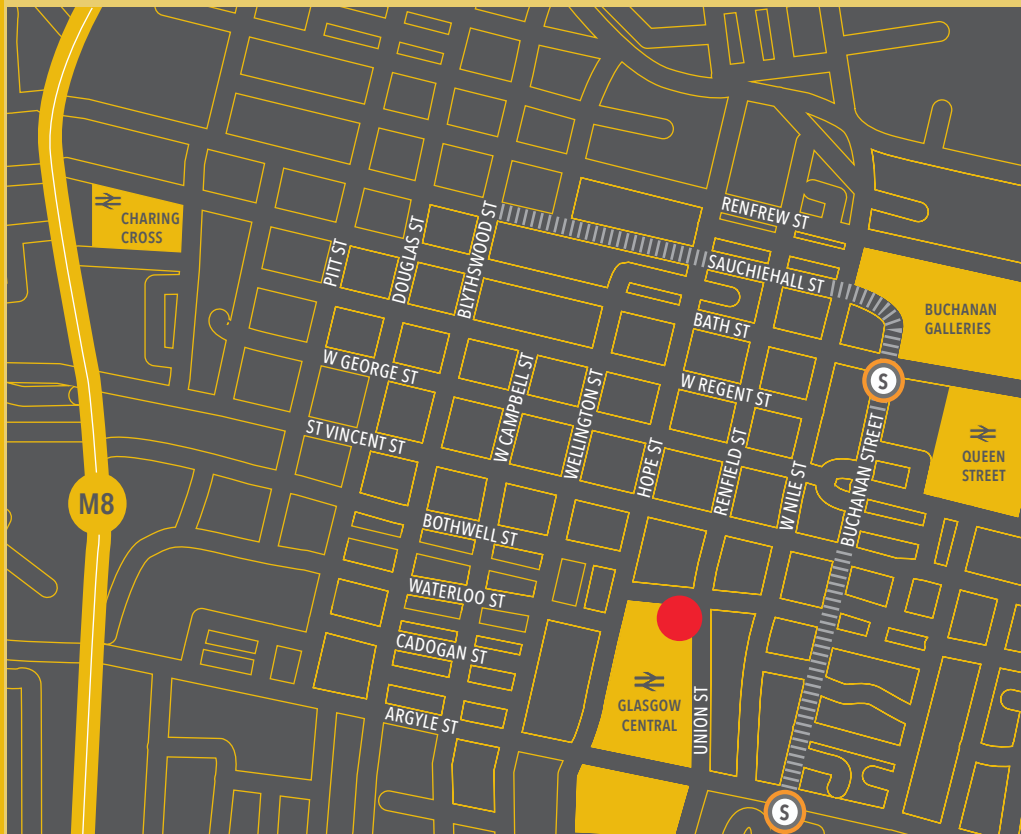 RENFREW ST
CHARING
CROSS
PITT ST
DOUGLAS ST
BLYTHSWOOD ST
SAUCHIEHALL ST
BUCHANAN
GALLERIES
BATH ST
W GEORGE ST
W CAMPBELL ST
WELLINGTON ST
W REGENT ST
S
ST VINCENT ST
HOPE ST
RENFIELD ST
W NILE ST
BUCHANAN STREET
QUEEN
STREET
M8
BOTHWELL ST
WATERLOO ST
CADOGAN ST
ARGYLE ST
GLASGOW
CENTRAL
UNION ST
S